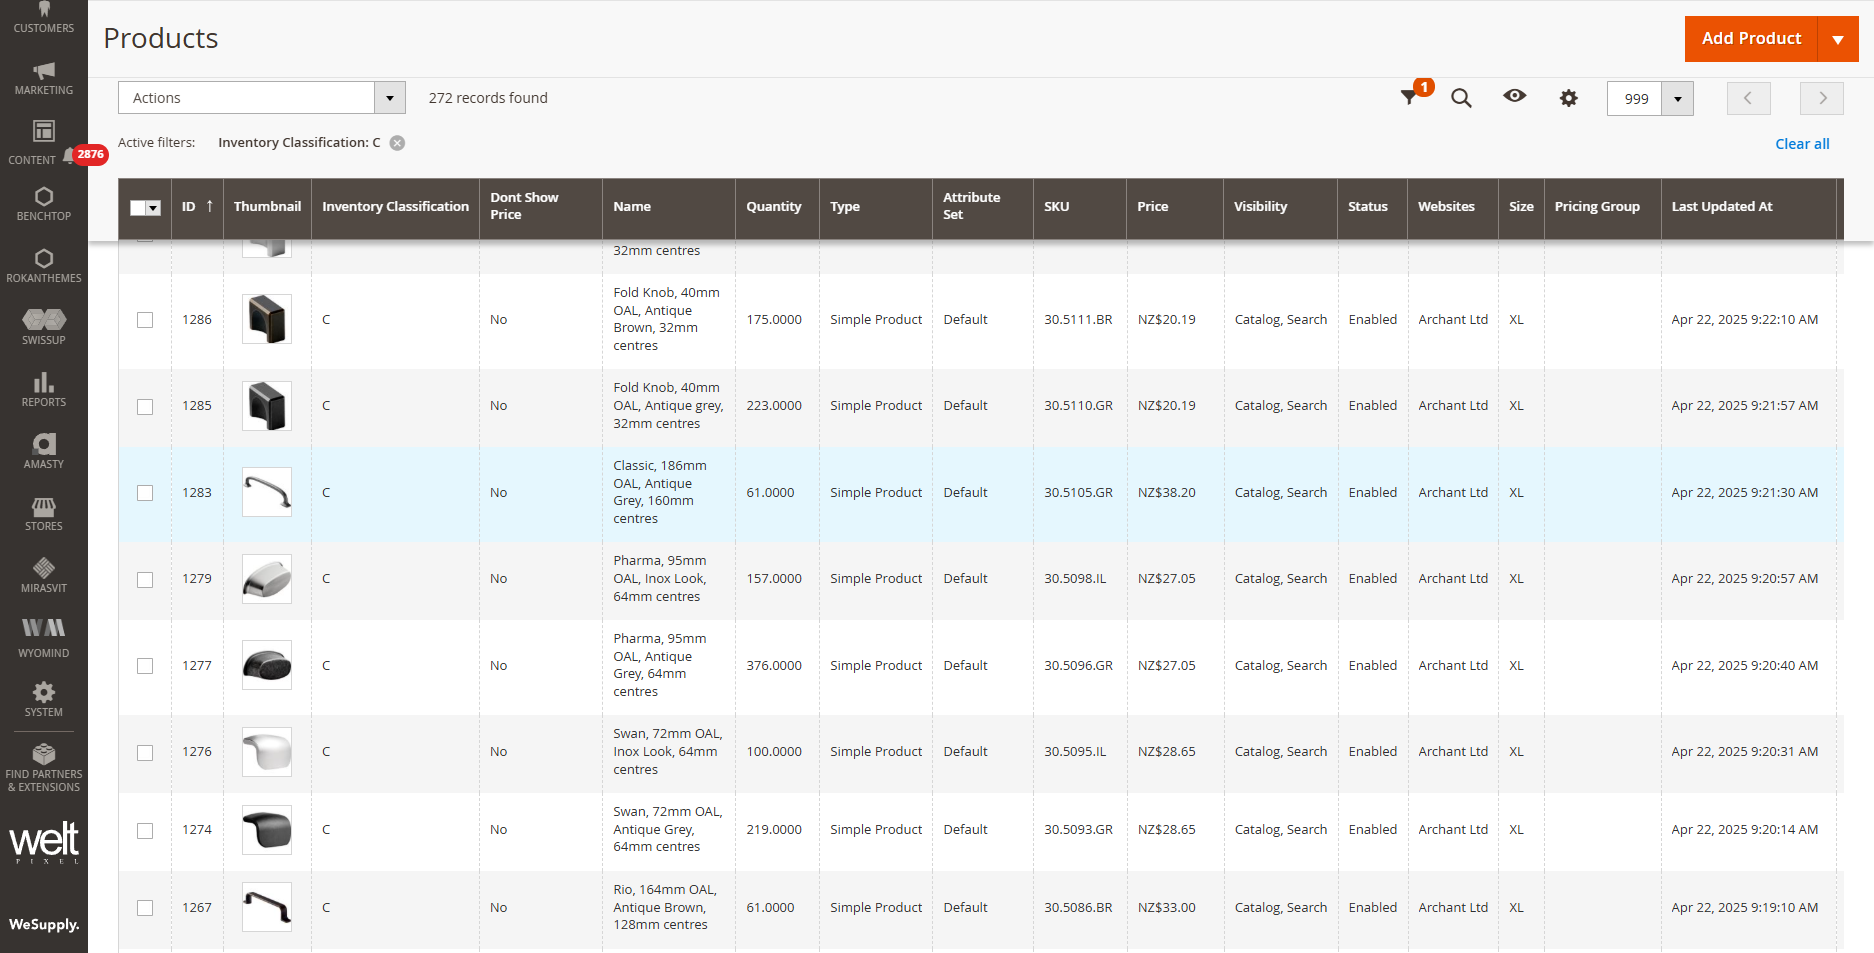 CUSTOMERS
MARKETING
CONTENT
2876
BENCHTOP
ROKANTHEMES
SWISSUP
REPORTS
AMASTY
STORES
MIRASVIT
WYOMIND
SYSTEM
FIND PARTNERS
& EXTENSIONS
welt
PIXEL
WeSupply.
Products
Add Product
Actions
272 records found
1
999
Active filters: Inventory Classification: C
Clear all
ID ↑ Thumbnail Inventory Classification Dont Show Price Name Quantity Type Attribute Set SKU Price Visibility Status Websites Size Pricing Group Last Updated At
32mm centres
1286 C No Fold Knob, 40mm OAL, Antique Brown, 32mm centres 175.0000 Simple Product Default 30.5111.BR NZ$20.19 Catalog, Search Enabled Archant Ltd XL Apr 22, 2025 9:22:10 AM
1285 C No Fold Knob, 40mm OAL, Antique grey, 32mm centres 223.0000 Simple Product Default 30.5110.GR NZ$20.19 Catalog, Search Enabled Archant Ltd XL Apr 22, 2025 9:21:57 AM
1283 C No Classic, 186mm OAL, Antique Grey, 160mm centres 61.0000 Simple Product Default 30.5105.GR NZ$38.20 Catalog, Search Enabled Archant Ltd XL Apr 22, 2025 9:21:30 AM
1279 C No Pharma, 95mm OAL, Inox Look, 64mm centres 157.0000 Simple Product Default 30.5098.IL NZ$27.05 Catalog, Search Enabled Archant Ltd XL Apr 22, 2025 9:20:57 AM
1277 C No Pharma, 95mm OAL, Antique Grey, 64mm centres 376.0000 Simple Product Default 30.5096.GR NZ$27.05 Catalog, Search Enabled Archant Ltd XL Apr 22, 2025 9:20:40 AM
1276 C No Swan, 72mm OAL, Inox Look, 64mm centres 100.0000 Simple Product Default 30.5095.IL NZ$28.65 Catalog, Search Enabled Archant Ltd XL Apr 22, 2025 9:20:31 AM
1274 C No Swan, 72mm OAL, Antique Grey, 64mm centres 219.0000 Simple Product Default 30.5093.GR NZ$28.65 Catalog, Search Enabled Archant Ltd XL Apr 22, 2025 9:20:14 AM
1267 C No Rio, 164mm OAL, Antique Brown, 128mm centres 61.0000 Simple Product Default 30.5086.BR NZ$33.00 Catalog, Search Enabled Archant Ltd XL Apr 22, 2025 9:19:10 AM